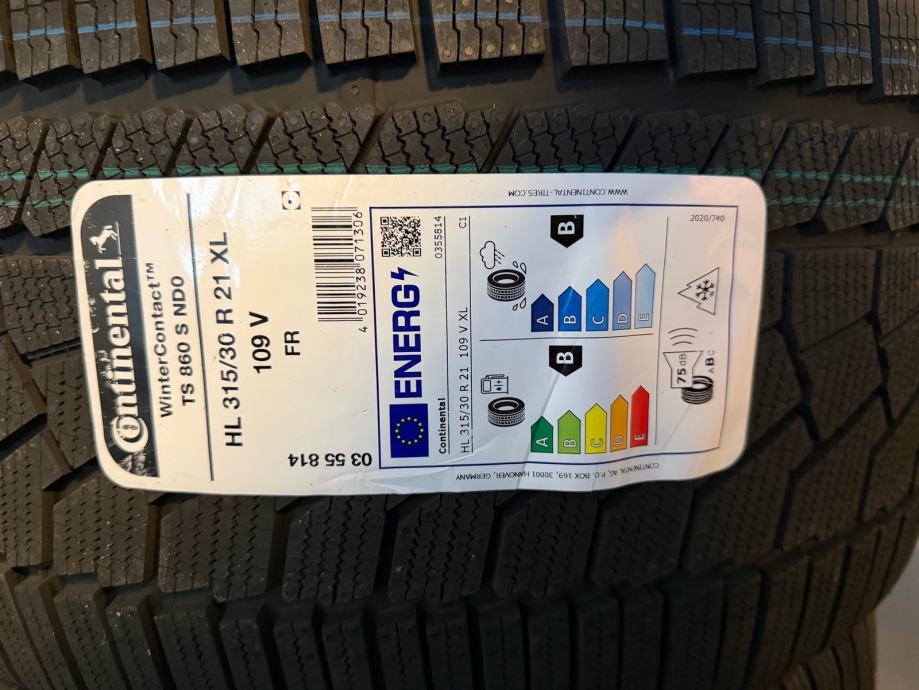 Continental
WinterContact™
TS 860 S ND0
HL 315/30 R 21 XL
109 V
FR
4 019238 071306
03 55 814
ENERG
Continental
0355814
HL 315/30 R 21 109 V XL
C1
A
B
C
D
E
B
A
B
C
D
E
B
75 dB
ABC
2020/740
WWW.CONTINENTAL-TIRES.COM
CONTINENTAL AG, P.O. BOX 169, 30001 HANOVER, GERMANY